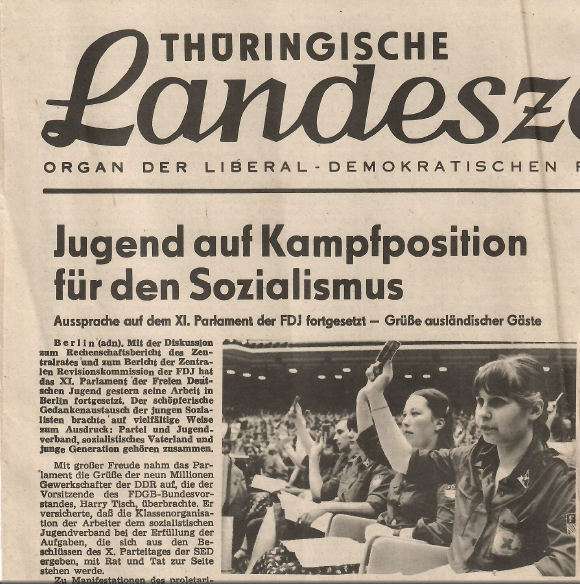 THÜRINGISCHE
Landesze
ORGAN DER LIBERAL-DEMOKRATISCHEN P
Jugend auf Kampfposition
für den Sozialismus
Aussprache auf dem XI. Parlament der FDJ fortgesetzt – Grüße ausländischer Gäste
Berlin (adn). Mit der Diskussion
zum Rechenschaftsbericht des Zen-
tralrates und zum Bericht der Zentra-
len Revisionskommission der FDJ hat
das XI. Parlament der Freien Deut-
schen Jugend gestern seine Arbeit in
Berlin fortgesetzt. Der schöpferische
Gedankenaustausch der jungen Sozia-
listen brachte auf vielfältige Weise
zum Ausdruck: Partei und Jugend-
verband, sozialistisches Vaterland und
junge Generation gehören zusammen.
Mit großer Freude nahm das Par-
lament die Grüße der neun Millionen
Gewerkschafter der DDR auf, die der
Vorsitzende des FDGB-Bundesvor-
standes, Harry Tisch, überbrachte. Er
versicherte, daß die Klassenorganisa-
tion der Arbeiter dem sozialistischen
Jugendverband bei der Erfüllung der
Aufgaben, die sich aus den Be-
schlüssen des X. Parteitages der SED
ergeben, mit Rat und Tat zur Seite
stehen werde.
Zu Manifestationen des proletari-